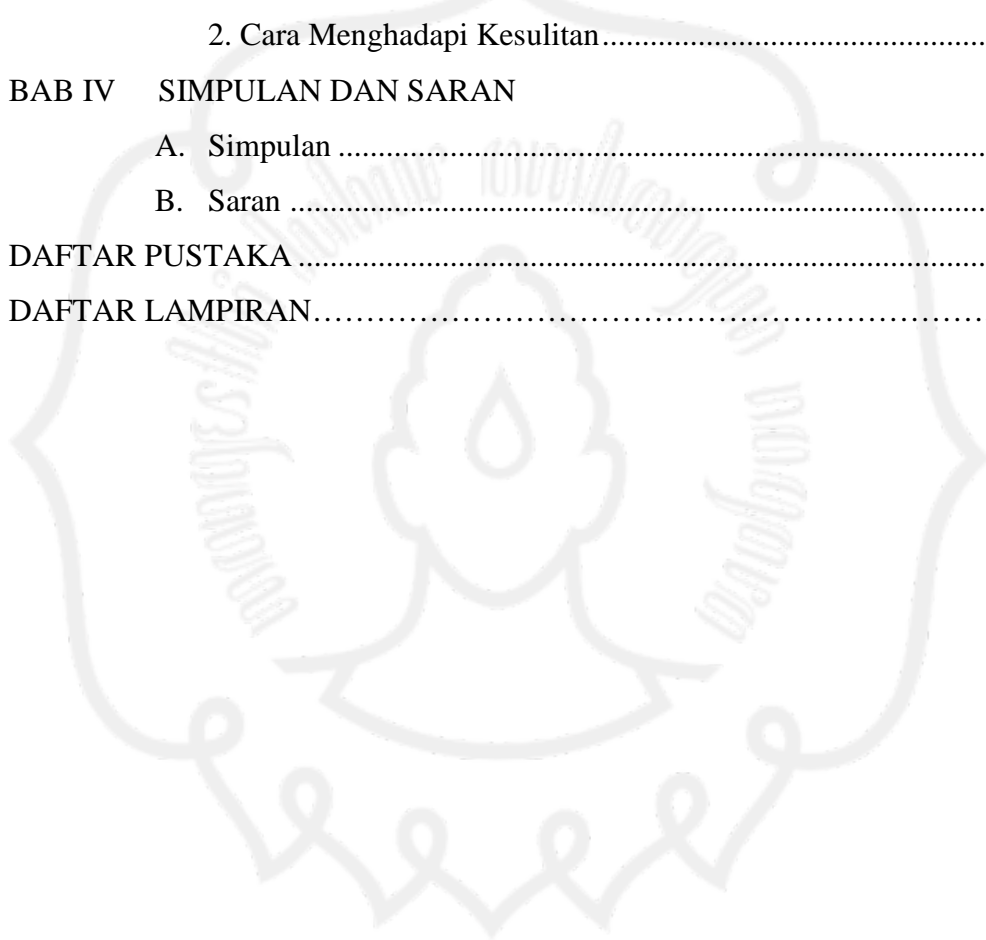 2. Cara Menghadapi Kesulitan..............................................
BAB IV SIMPULAN DAN SARAN
A. Simpulan ................................................................................
B. Saran ......................................................................................
DAFTAR PUSTAKA .....................................................................................
DAFTAR LAMPIRAN…………………………………………………………